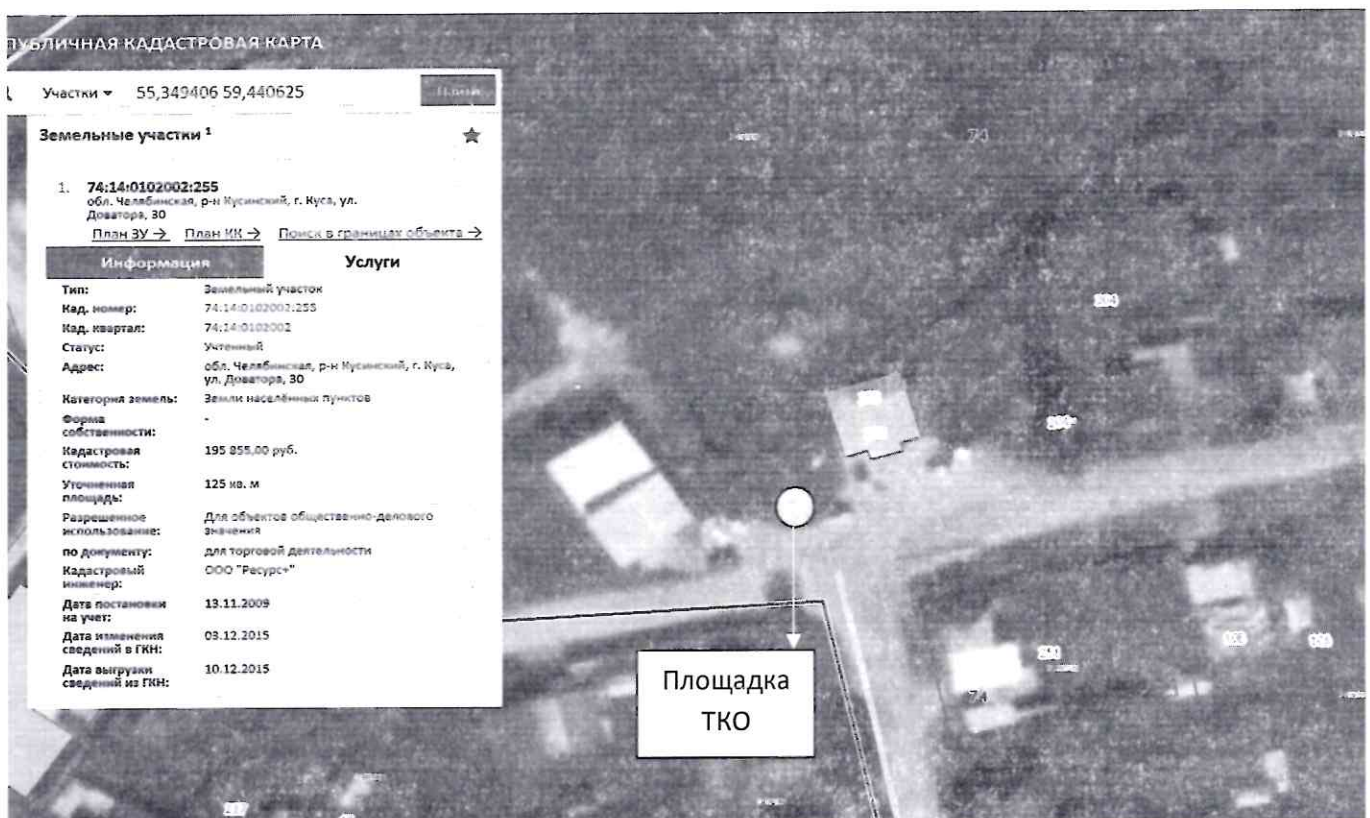 ПУБЛИЧНАЯ КАДАСТРОВАЯ КАРТА
Участки 55,349406 59,440625
Земельные участки 1
1. 74:14:0102002:255
обл. Челябинская, р-н Кусинский, г. Куса, ул.
Доватора, 30
План ЗУ → План КК → Поиск в границах объекта →
Информация Услуги
Тип: Земельный участок
Кад. номер: 74:14:0102002:255
Кад. квартал: 74:14:0102002
Статус: Учтенный
Адрес: обл. Челябинская, р-н Кусинский, г. Куса,
ул. Доватора, 30
Категория земель: Земли населённых пунктов
Форма -
собственности:
Кадастровая 195 855,00 руб.
стоимость:
Уточненная 125 кв. м
площадь:
Разрешенное Для объектов общественно-делового
использование: значения
по документу: для торговой деятельности
Кадастровый ООО "Ресурс+"
инженер:
Дата постановки 13.11.2009
на учет:
Дата изменения 03.12.2015
сведений в ГКН:
Дата выгрузки 10.12.2015
сведений из ГКН:
74
74
Площадка
ТКО